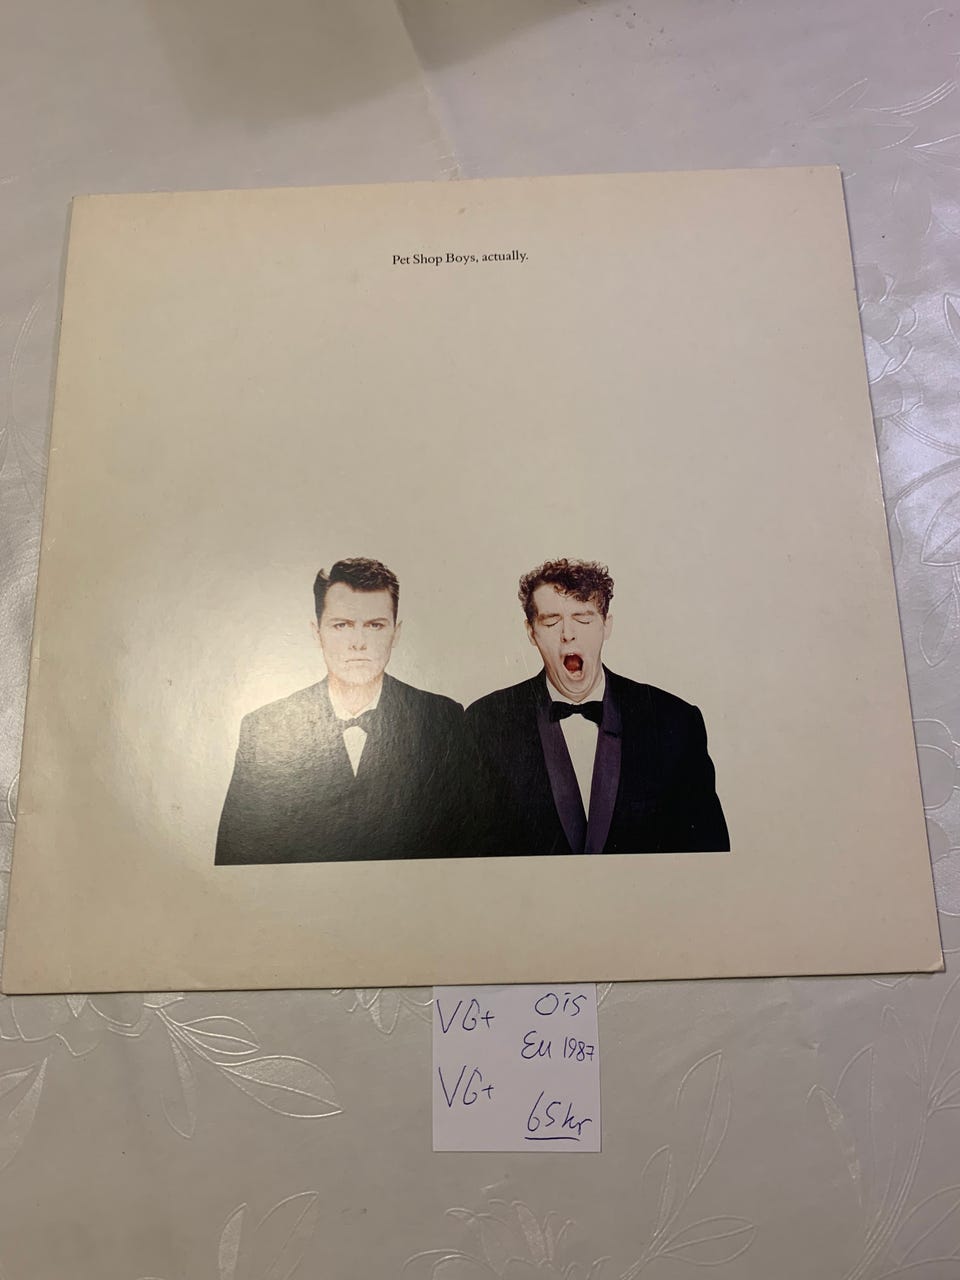 Pet Shop Boys, actually.
VG+ OiS
EU 1987
VG+
65kr